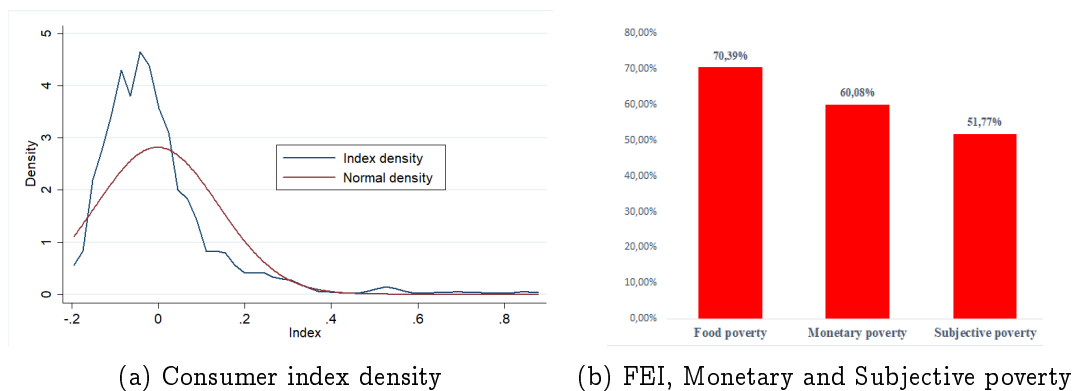 5
4
3
2
1
0
Density
Index density
Normal density
-.2 0 .2 .4 .6 .8
Index
(a) Consumer index density
80,00%
70,00%
60,00%
50,00%
40,00%
30,00%
20,00%
10,00%
0,00%
70,39%
60,08%
51,77%
Food poverty Monetary poverty Subjective poverty
(b) FEI, Monetary and Subjective poverty